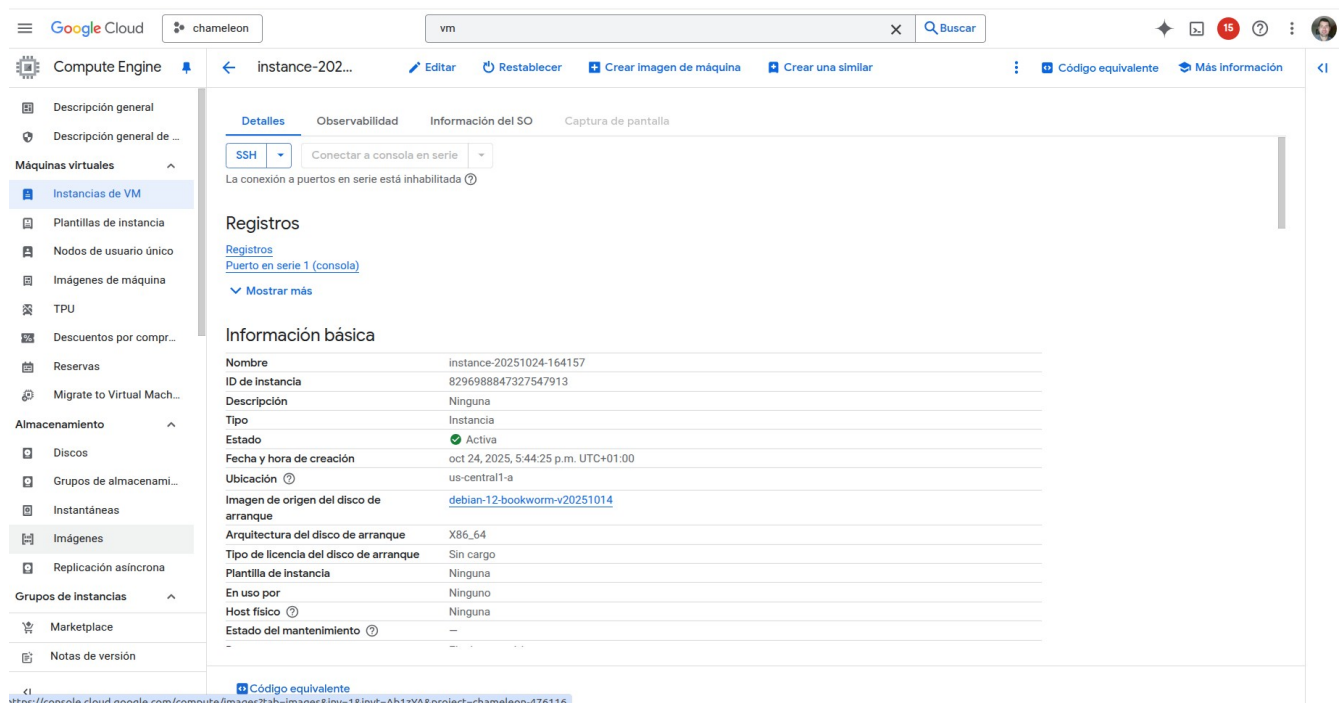 Google Cloud
chameleon
vm
Buscar
15
Compute Engine
instance-202...
Editar
Restablecer
Crear imagen de máquina
Crear una similar
Código equivalente
Más información
Descripción general
Descripción general de ...
Máquinas virtuales
Instancias de VM
Plantillas de instancia
Nodos de usuario único
Imágenes de máquina
TPU
Descuentos por compr...
Reservas
Migrate to Virtual Mach...
Almacenamiento
Discos
Grupos de almacenami...
Instantáneas
Imágenes
Replicación asíncrona
Grupos de instancias
Marketplace
Notas de versión
Detalles Observabilidad Información del SO Captura de pantalla
SSH Conectar a consola en serie
La conexión a puertos en serie está inhabilitada
Registros
Registros
Puerto en serie 1 (consola)
Mostrar más
Información básica
Nombre instance-20251024-164157
ID de instancia 8296988847327547913
Descripción Ninguna
Tipo Instancia
Estado Activa
Fecha y hora de creación oct 24, 2025, 5:44:25 p.m. UTC+01:00
Ubicación us-central1-a
Imagen de origen del disco de debian-12-bookworm-v20251014
arranque
Arquitectura del disco de arranque X86_64
Tipo de licencia del disco de arranque Sin cargo
Plantilla de instancia Ninguna
En uso por Ninguno
Host físico Ninguna
Estado del mantenimiento —
Código equivalente